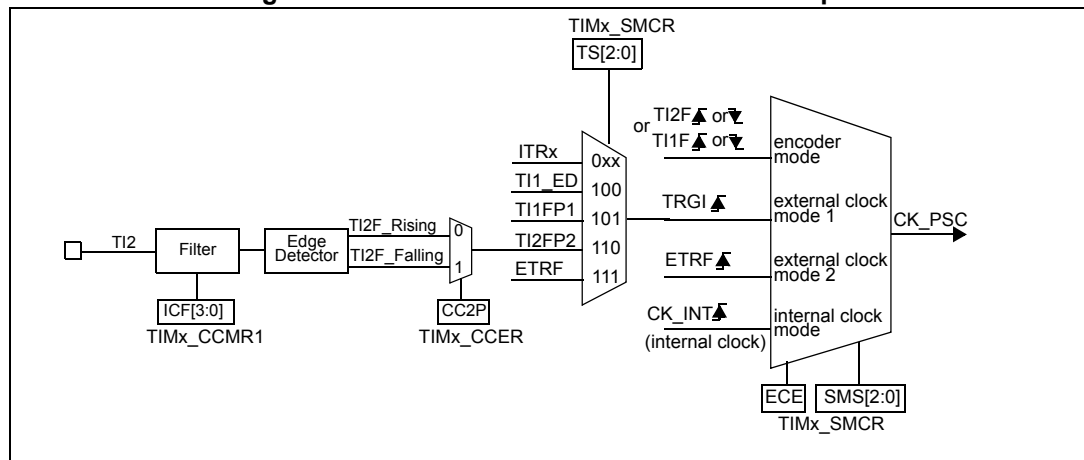 TIMx_SMCR
TS[2:0]
or TI2F or
TI1F or
encoder
mode
ITRx
0xx
TI1_ED
100
TI1FP1
101
TRGI
external clock
mode 1
CK_PSC
TI2F_Rising
0
TI2
Filter
Edge
Detector
TI2F_Falling
1
TI2FP2
110
ETRF
111
ETRF
external clock
mode 2
ICF[3:0]
TIMx_CCMR1
CC2P
TIMx_CCER
CK_INT
(internal clock)
internal clock
mode
ECE
SMS[2:0]
TIMx_SMCR